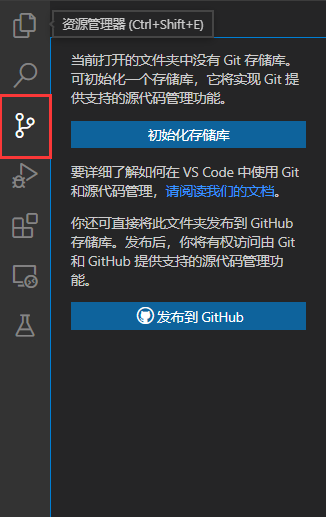 资源管理器 (Ctrl+Shift+E)
当前打开的文件夹中没有 Git 存储库。
可初始化一个存储库，它将实现 Git 提
供支持的源代码管理功能。
初始化存储库
要详细了解如何在 VS Code 中使用 Git
和源代码管理，请阅读我们的文档。
你还可直接将此文件夹发布到 GitHub
存储库。发布后，你将有权访问由 Git
和 GitHub 提供支持的源代码管理功
能。
发布到 GitHub